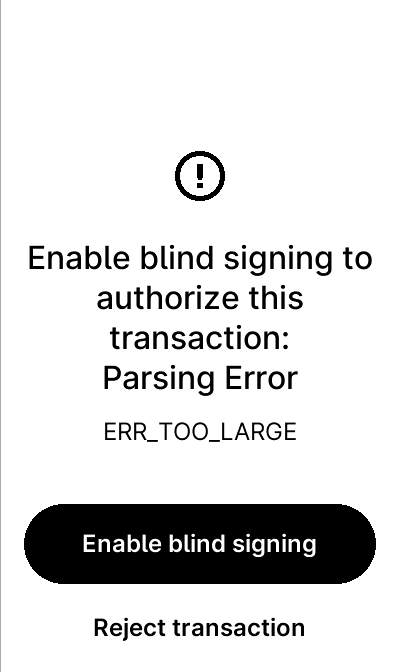 Enable blind signing to
authorize this
transaction:
Parsing Error
ERR_TOO_LARGE
Enable blind signing
Reject transaction